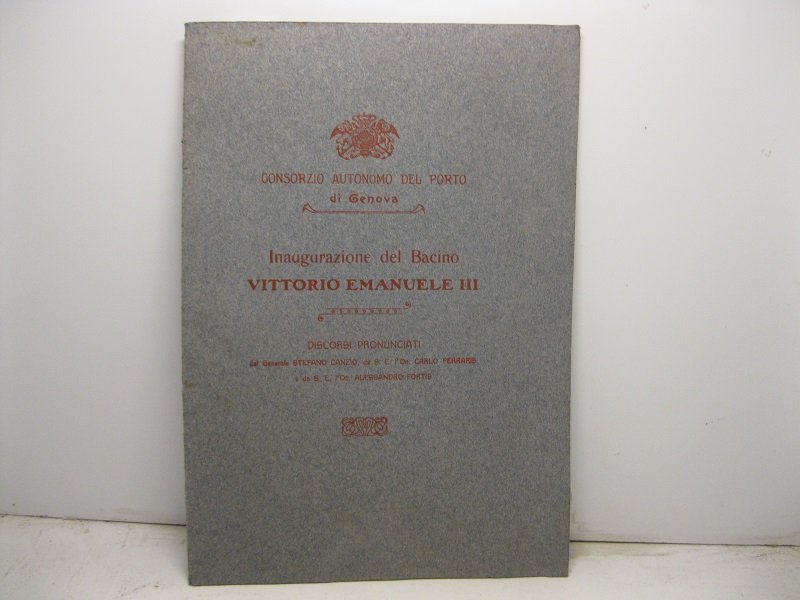 CONSORZIO AUTONOMO DEL PORTO
di Genova
Inaugurazione del Bacino
VITTORIO EMANUELE III
DISCORSI PRONUNCIATI
dal Generale STEFANO CANZIO, da S. E. l'On. CARLO FERRARIS
e da S. E. l'On. ALESSANDRO FORTIS